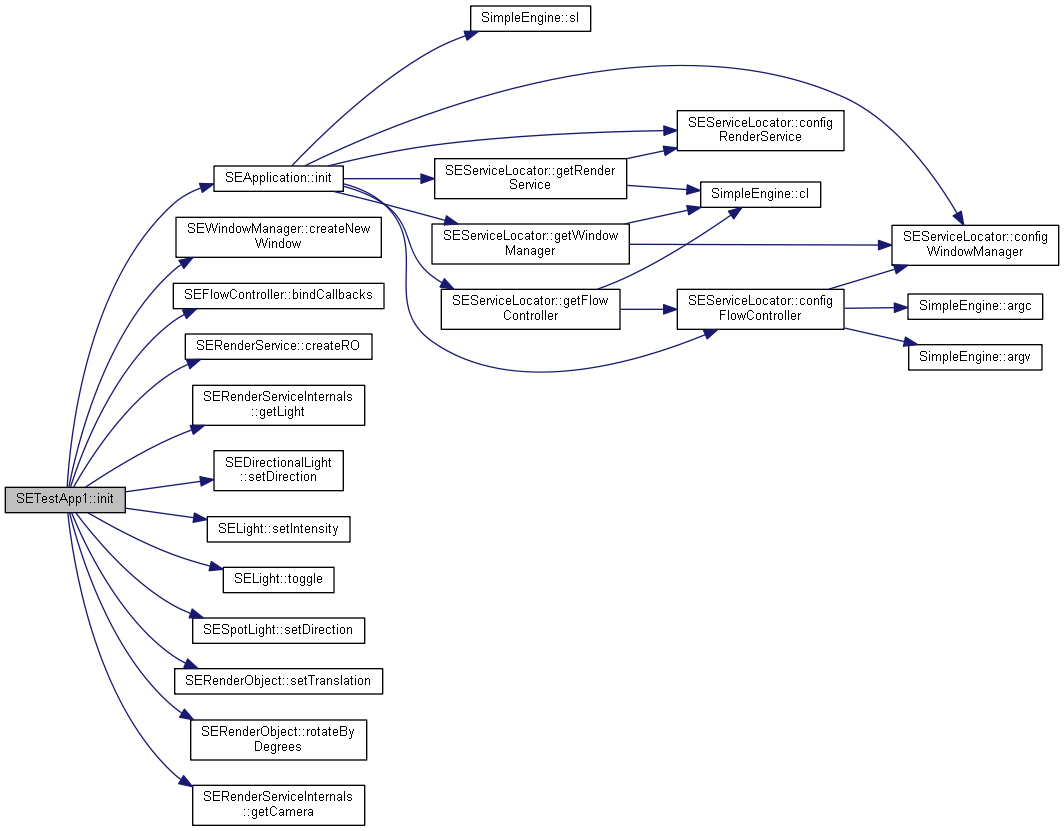 SimpleEngine::sl
SEServiceLocator::config
RenderService
SEApplication::init
SEServiceLocator::getRender
Service
SimpleEngine::cl
SEWindowManager::createNew
Window
SEServiceLocator::getWindow
Manager
SEServiceLocator::config
WindowManager
SEFlowController::bindCallbacks
SEServiceLocator::getFlow
Controller
SEServiceLocator::config
FlowController
SimpleEngine::argc
SERenderService::createRO
SimpleEngine::argv
SERenderServiceInternals
::getLight
SEDirectionalLight
::setDirection
SETestApp1::init
SELight::setIntensity
SELight::toggle
SESpotLight::setDirection
SERenderObject::setTranslation
SERenderObject::rotateBy
Degrees
SERenderServiceInternals
::getCamera